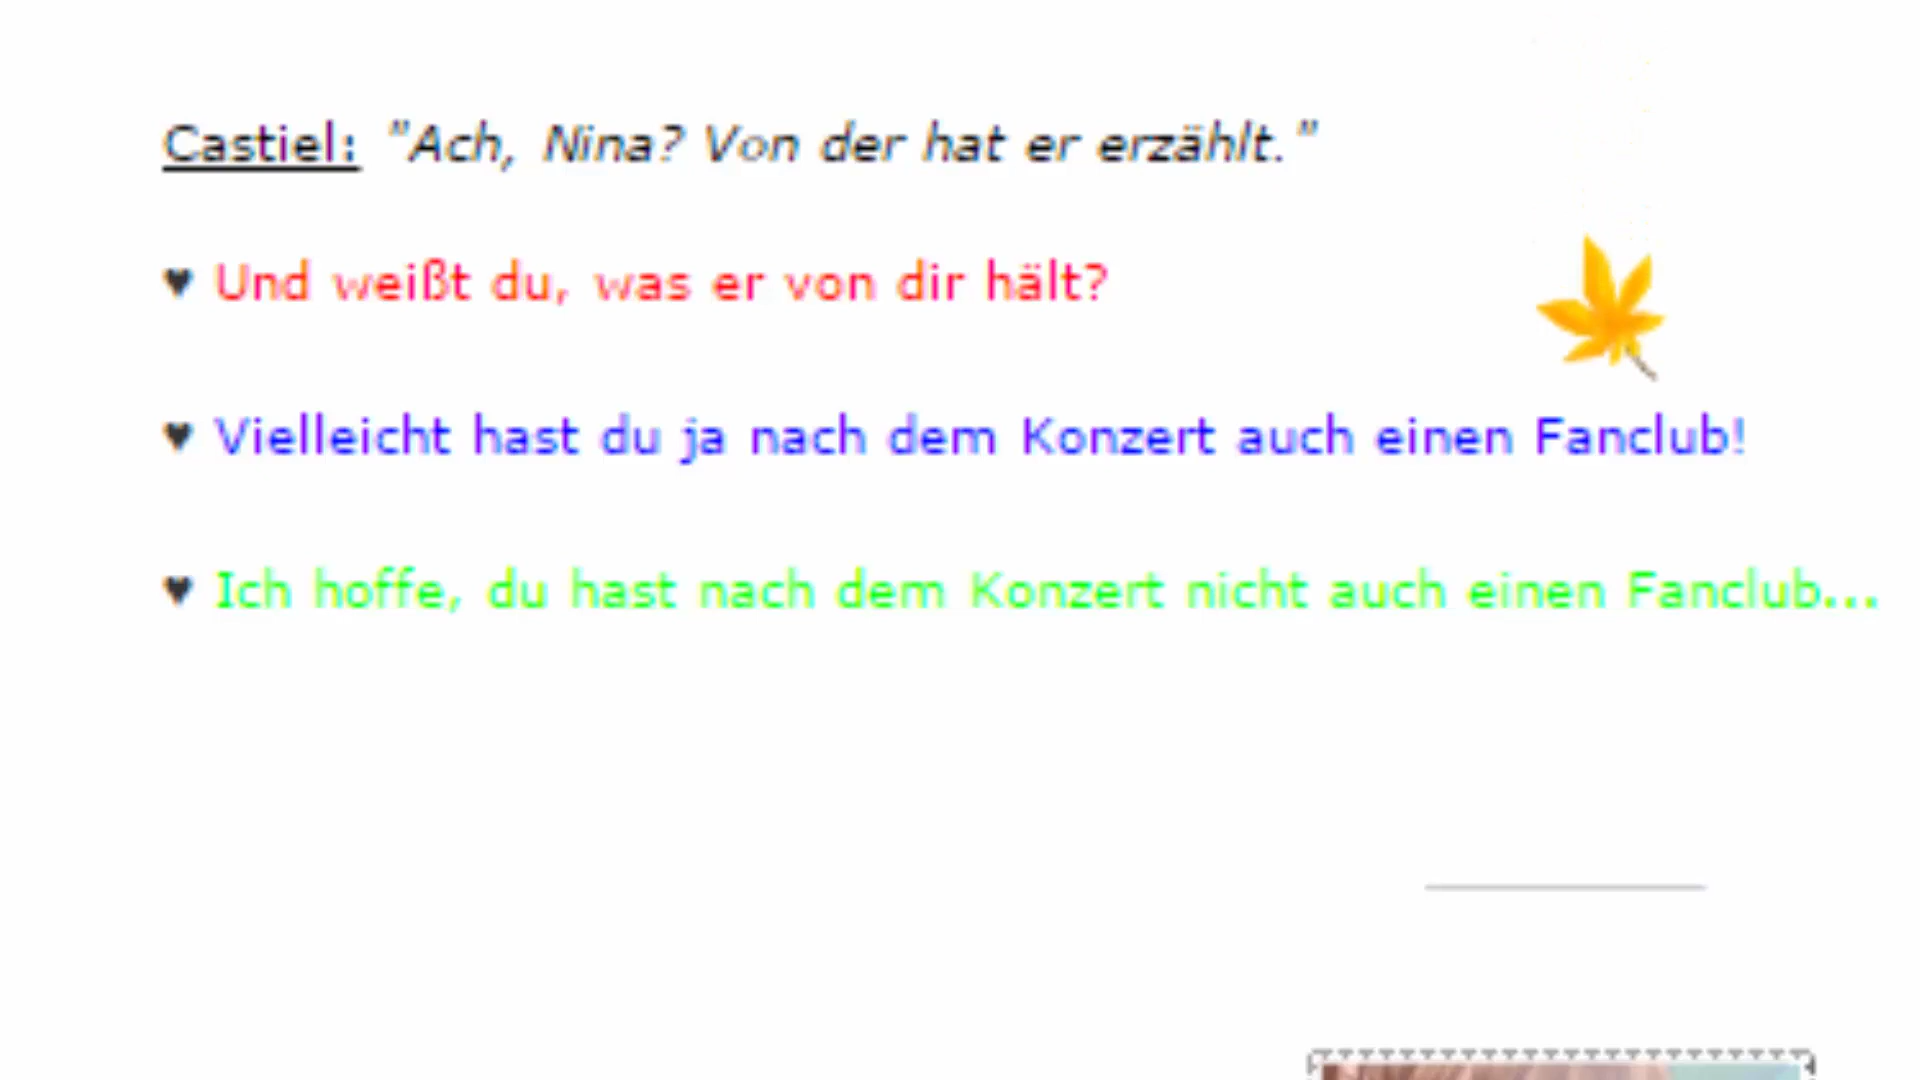 Castiel: "Ach, Nina? Von der hat er erzählt."
♥ Und weißt du, was er von dir hält?
♥ Vielleicht hast du ja nach dem Konzert auch einen Fanclub!
♥ Ich hoffe, du hast nach dem Konzert nicht auch einen Fanclub...